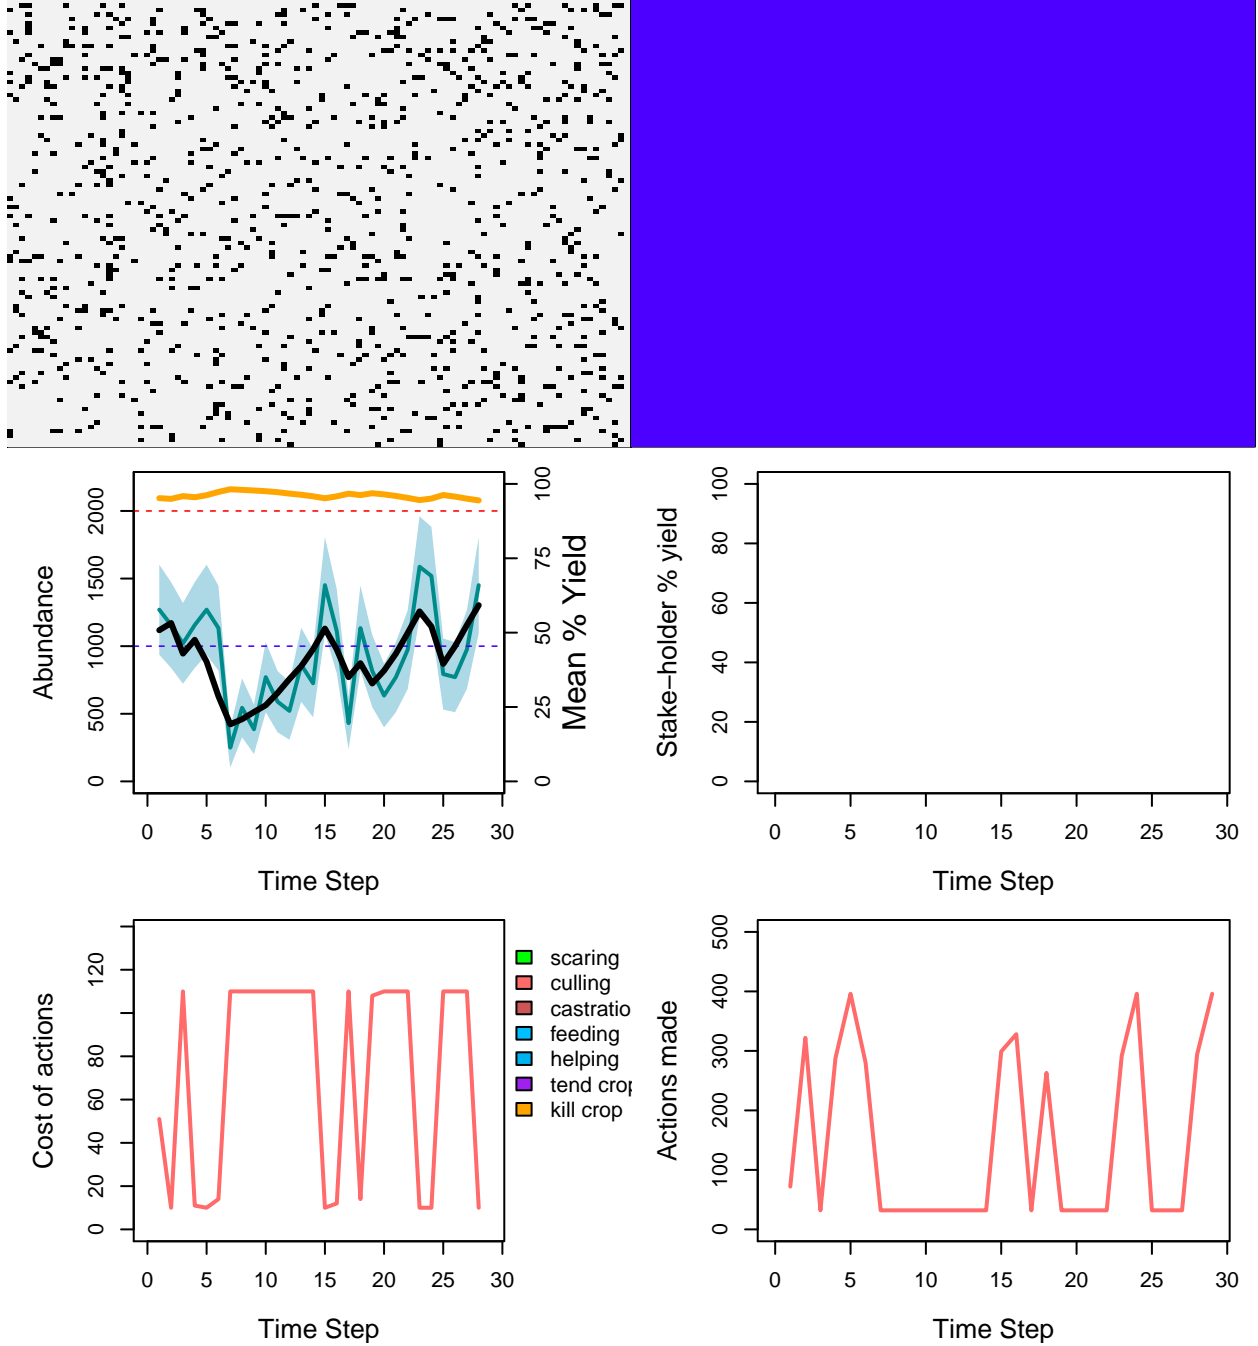 Abundance
0
500
1000
1500
2000
0
25
50
75
100
Mean % Yield
0 5 10 15 20 25 30
Time Step
Stake−holder % yield
0
20
40
60
80
100
0 5 10 15 20 25 30
Time Step
Cost of actions
0
20
40
60
80
120
0 5 10 15 20 25 30
Time Step
scaring
culling
castratio
feeding
helping
tend crop
kill crop
Actions made
0
100
200
300
400
500
0 5 10 15 20 25 30
Time Step